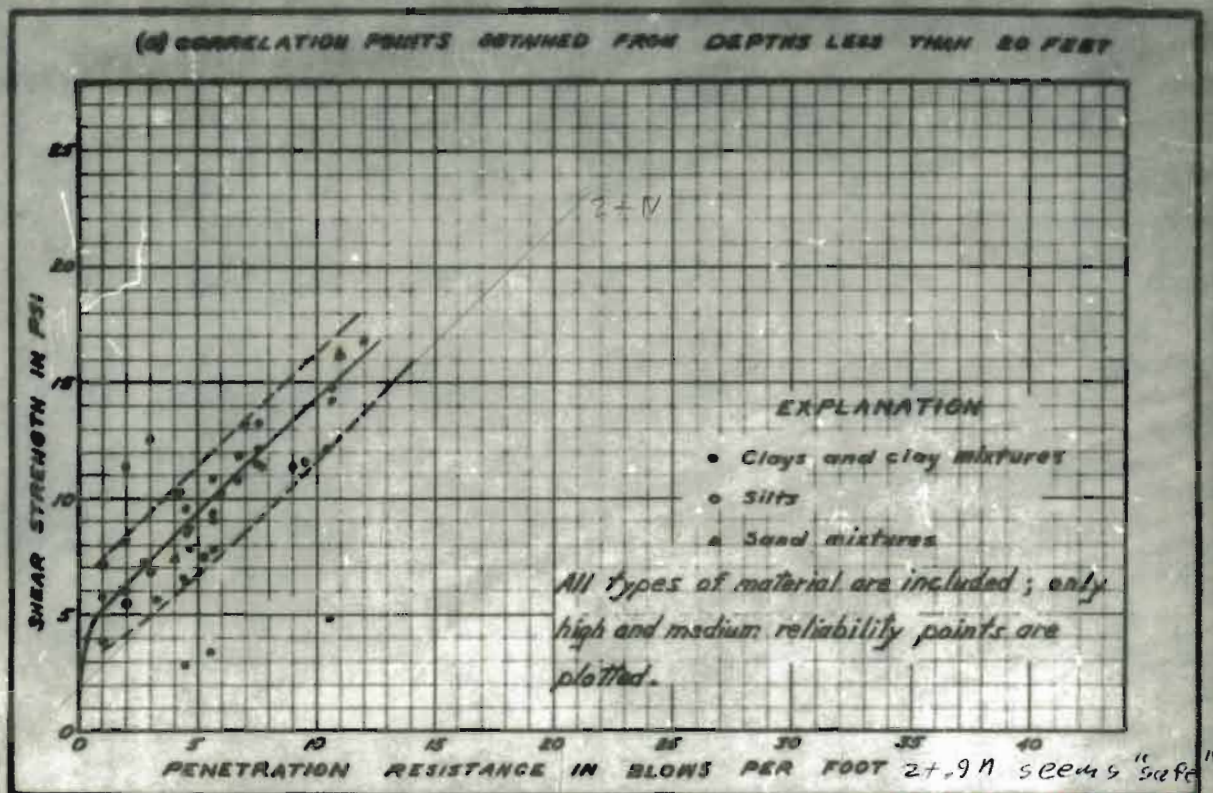 (a) CORRELATION POINTS OBTAINED FROM DEPTHS LESS THAN 20 FEET
25
2+N
20
SHEAR STRENGTH IN PSI
15
EXPLANATION
Clays and clay mixtures
10
Silts
Sand mixtures
All types of material are included; only
5
high and medium reliability points are
plotted.
0
0 5 10 15 20 25 30 35 40
PENETRATION RESISTANCE IN BLOWS PER FOOT 2+.9N seems "safe"